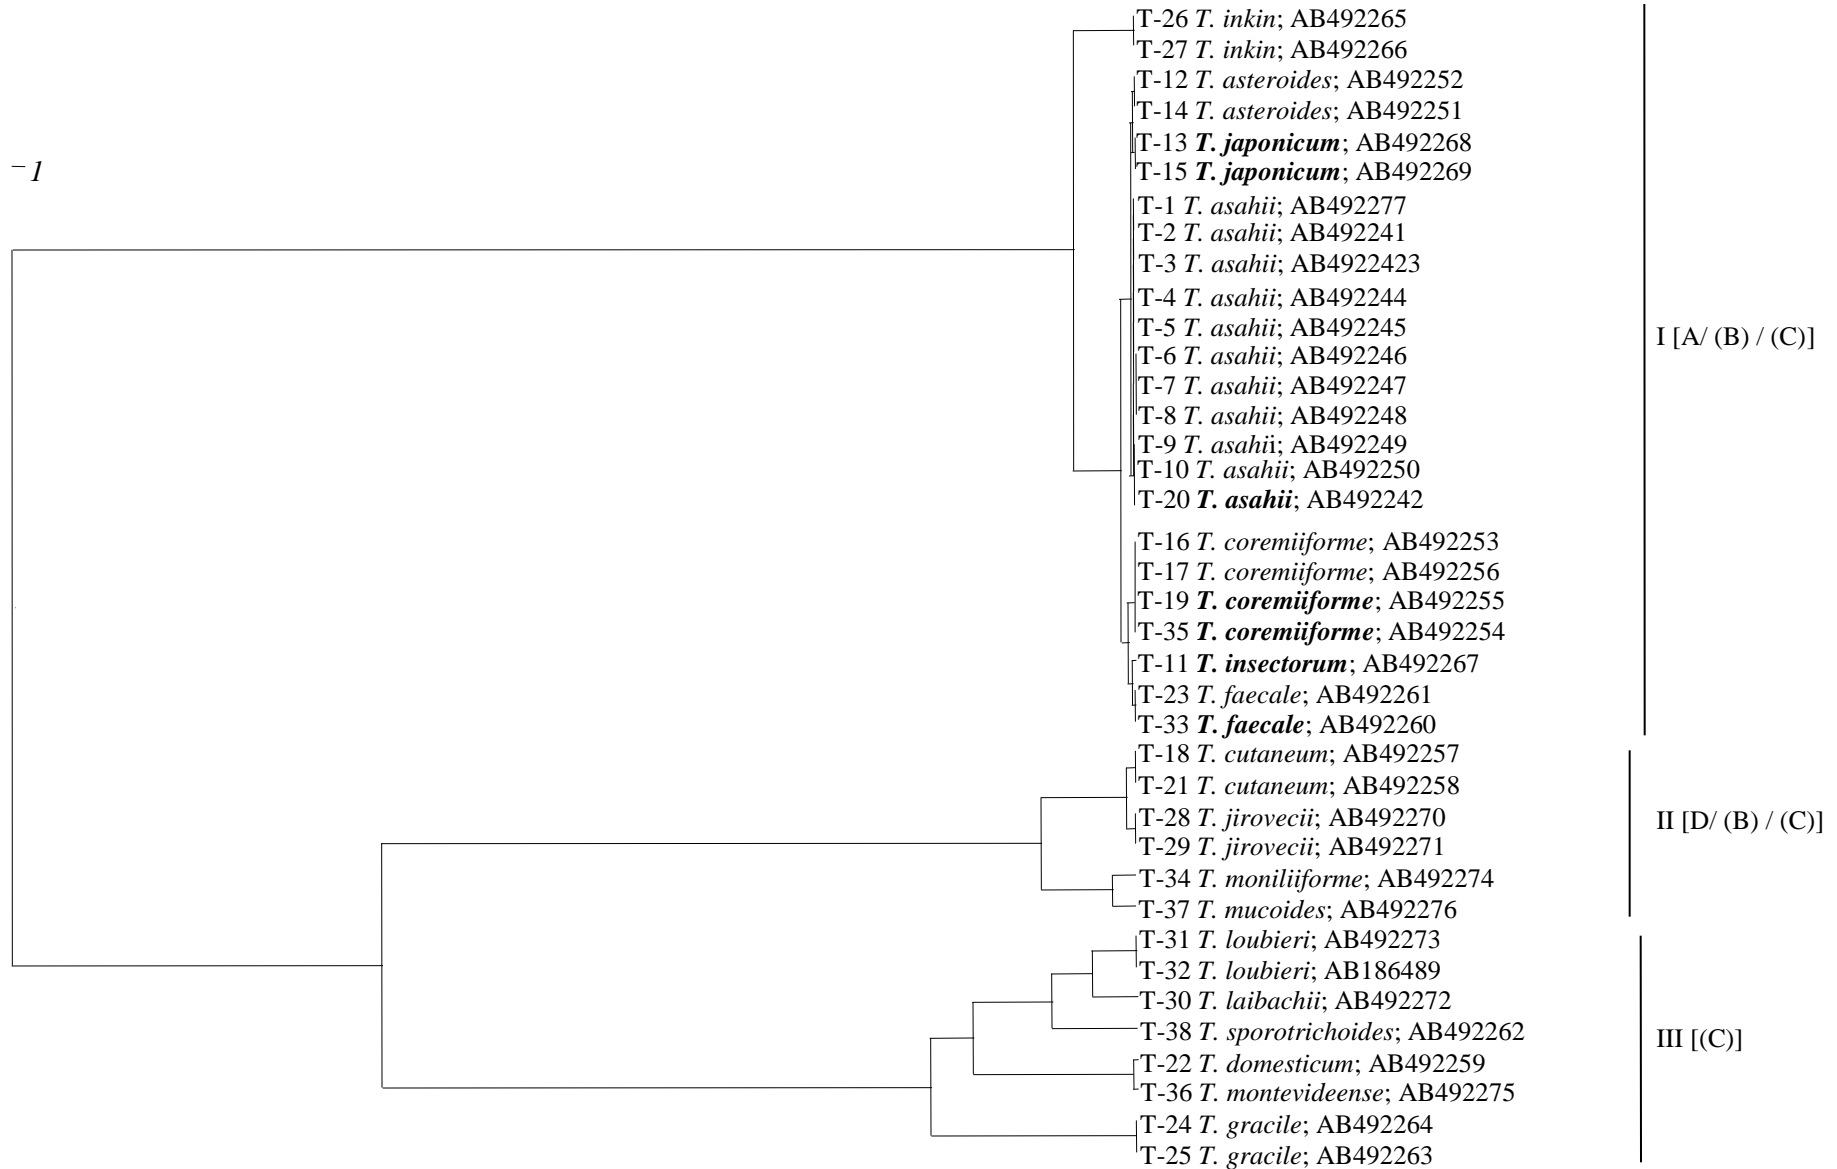 T-26 T. inkin; AB492265
T-27 T. inkin; AB492266
T-12 T. asteroides; AB492252
T-14 T. asteroides; AB492251
T-13 T. japonicum; AB492268
T-15 T. japonicum; AB492269
1
T-1 T. asahii; AB492277
T-2 T. asahii; AB492241
T-3 T. asahii; AB4922423
T-4 T. asahii; AB492244
T-5 T. asahii; AB492245
I [A/ (B) / (C)]
T-6 T. asahii; AB492246
T-7 T. asahii; AB492247
T-8 T. asahii; AB492248
T-9 T. asahii; AB492249
T-10 T. asahii; AB492250
T-20 T. asahii; AB492242
T-16 T. coremiiforme; AB492253
T-17 T. coremiiforme; AB492256
T-19 T. coremiiforme; AB492255
T-35 T. coremiiforme; AB492254
T-11 T. insectorum; AB492267
T-23 T. faecale; AB492261
T-33 T. faecale; AB492260
T-18 T. cutaneum; AB492257
T-21 T. cutaneum; AB492258
T-28 T. jirovecii; AB492270
II [D/ (B) / (C)]
T-29 T. jirovecii; AB492271
T-34 T. moniliiforme; AB492274
T-37 T. mucoides; AB492276
T-31 T. loubieri; AB492273
T-32 T. loubieri; AB186489
T-30 T. laibachii; AB492272
T-38 T. sporotrichoides; AB492262
III [(C)]
T-22 T. domesticum; AB492259
T-36 T. montevideense; AB492275
T-24 T. gracile; AB492264
T-25 T. gracile; AB492263